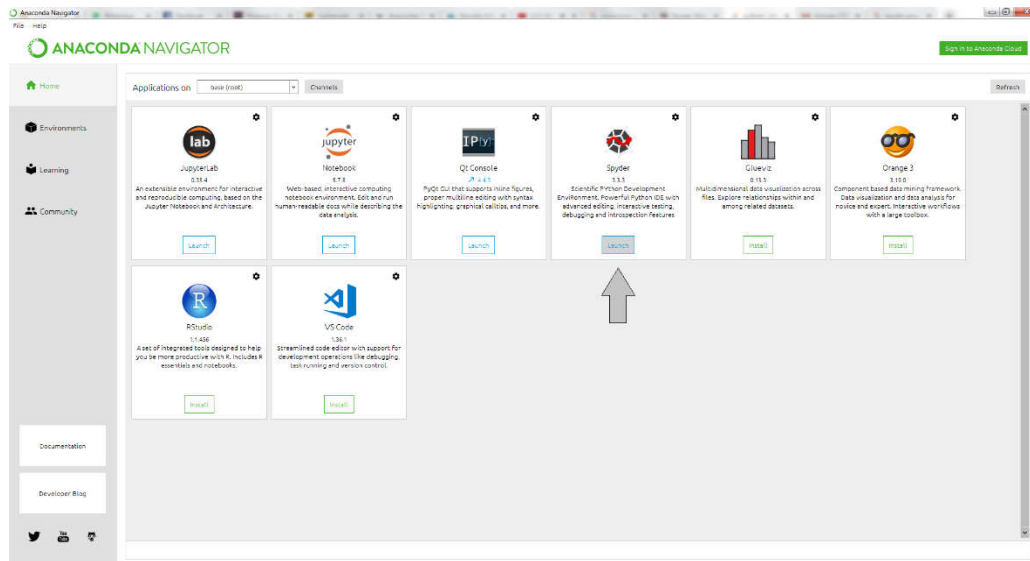 Anaconda Navigator
File Help
ANACONDA NAVIGATOR
Sign in to Anaconda Cloud
Home
Environments
Learning
Community
Documentation
Developer Blog
You Tube
Applications on base (root) Channels
Refresh
lab
JupyterLab
0.35.4
An extensible environment for interactive
and reproducible computing, based on the
Jupyter Notebook and Architecture.
Launch
jupyter
Notebook
5.7.8
Web-based, interactive computing
notebook environment. Edit and run
human-readable docs while describing the
data analysis.
Launch
IP[y]:
Qt Console
4.4.3
PyQt GUI that supports inline figures,
proper multiline editing with syntax
highlighting, graphical calltips, and more.
Launch
Spyder
3.3.3
Scientific PYthon Development
EnviRonment. Powerful Python IDE with
advanced editing, interactive testing,
debugging and introspection features
Launch
Glueviz
0.13.3
Multidimensional data visualization across
files. Explore relationships within and
among related datasets.
Install
Orange 3
3.19.0
Component based data mining framework.
Data visualization and data analysis for
novice and expert. Interactive workflows
with a large toolbox.
Install
R
RStudio
1.1.456
A set of integrated tools designed to help
you be more productive with R. Includes R
essentials and notebooks.
Install
VS Code
1.36.1
Streamlined code editor with support for
development operations like debugging,
task running and version control.
Install